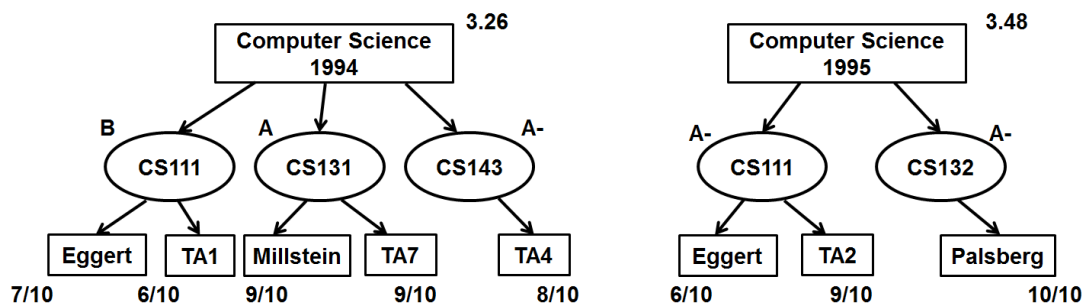 3.26
Computer Science
1994
B
A
A-
CS111
CS131
CS143
Eggert
TA1
Millstein
TA7
TA4
7/10
6/10
9/10
9/10
8/10
3.48
Computer Science
1995
A-
A-
CS111
CS132
Eggert
TA2
Palsberg
6/10
9/10
10/10